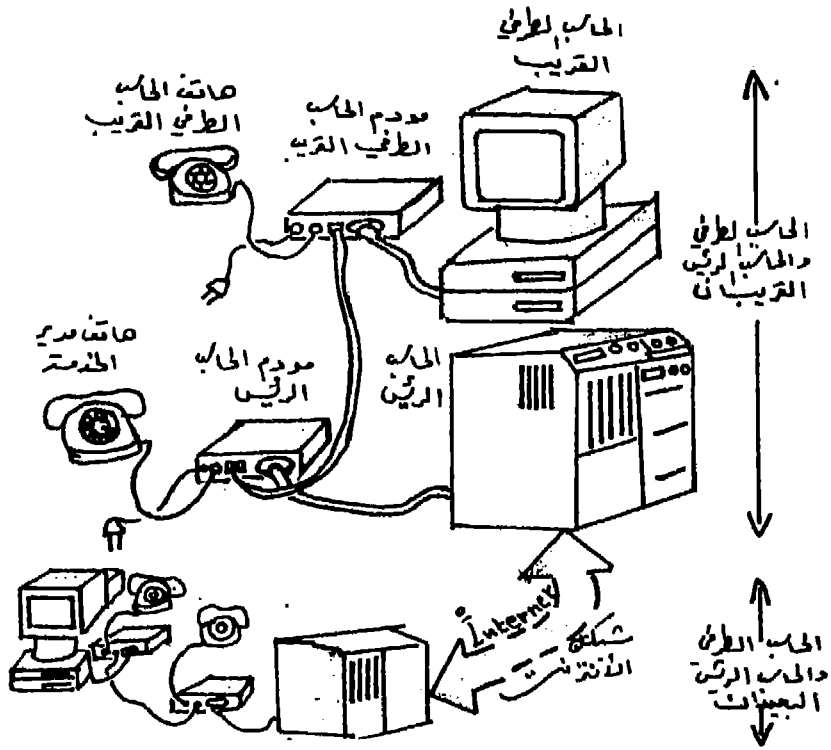 الحاسب الطرفي
القريب
هاتف الحاسب
الطرفي القريب
مودم الحاسب
الطرفي القريب
الحاسب الطرفي
والحاسب الرئيس
القريبان
هاتف مدير
الخدمة
مودم الحاسب
الرئيس
الحاسب
الرئيس
Internet
شبكة
الأنترنيت
الحاسب الطرفي
والحاسب الرئيس
البعيدان